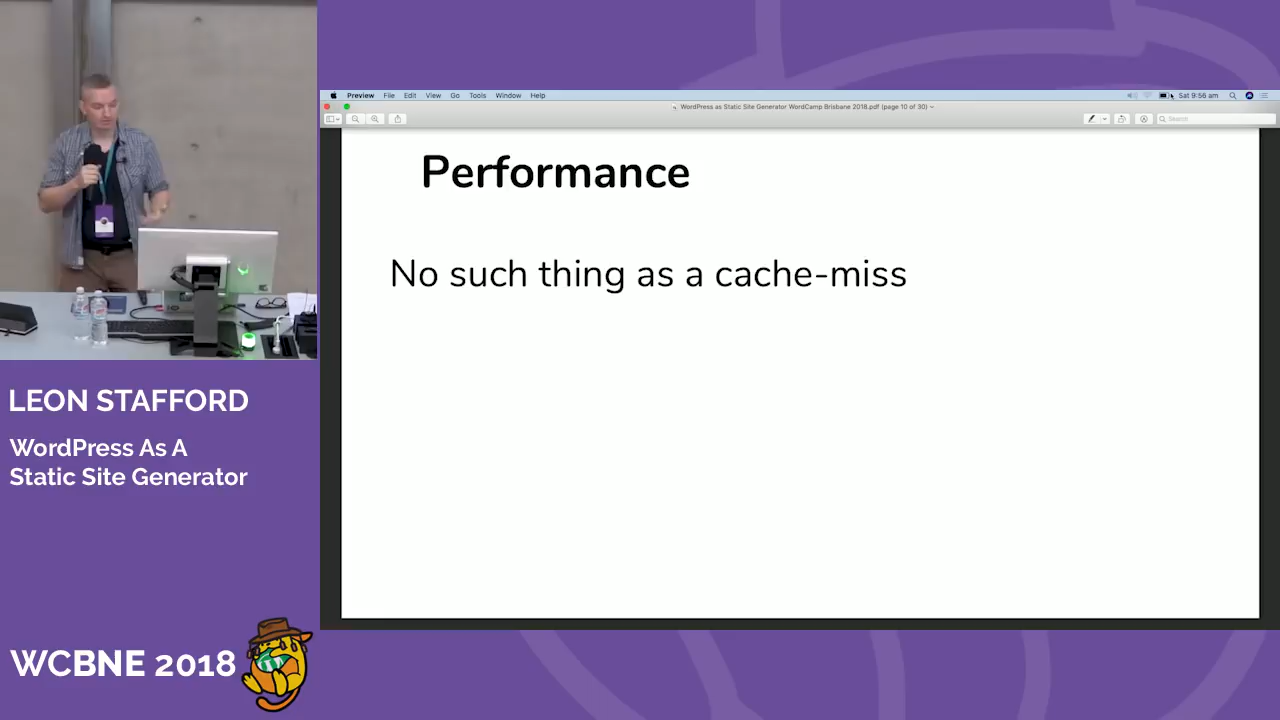 Preview File Edit View Go Tools Window Help
Sat 9:56 am
WordPress as Static Site Generator WordCamp Brisbane 2018.pdf (page 10 of 30)
Search
Performance
No such thing as a cache-miss
LEON STAFFORD
WordPress As A
Static Site Generator
WCBNE 2018